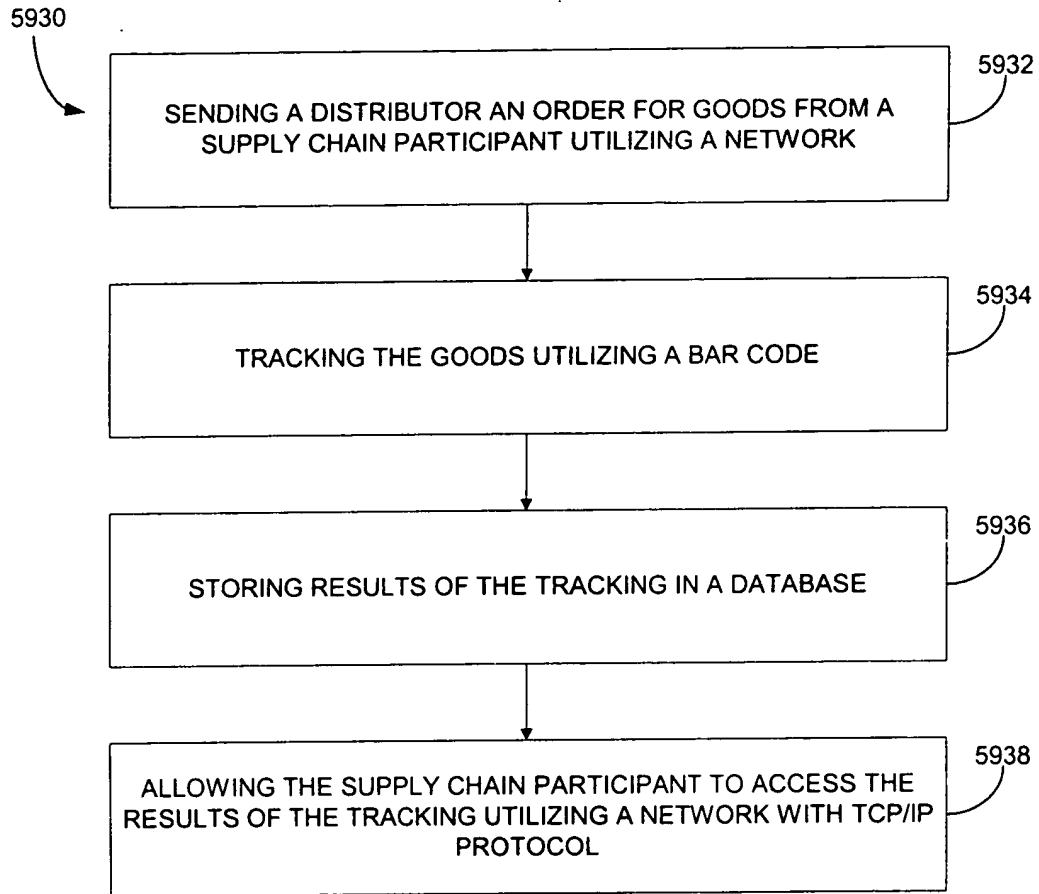 5930
5932
SENDING A DISTRIBUTOR AN ORDER FOR GOODS FROM A
SUPPLY CHAIN PARTICIPANT UTILIZING A NETWORK
5934
TRACKING THE GOODS UTILIZING A BAR CODE
5936
STORING RESULTS OF THE TRACKING IN A DATABASE
5938
ALLOWING THE SUPPLY CHAIN PARTICIPANT TO ACCESS THE
RESULTS OF THE TRACKING UTILIZING A NETWORK WITH TCP/IP
PROTOCOL